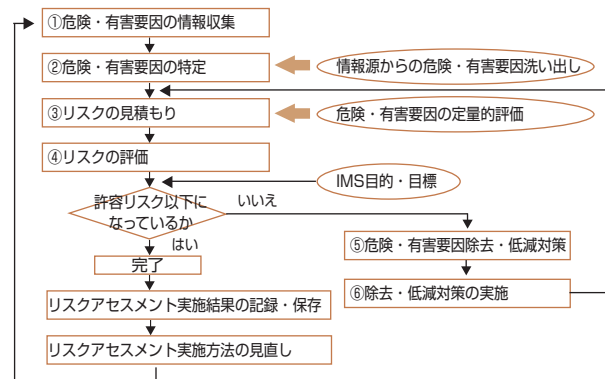 ①危険・有害要因の情報収集
②危険・有害要因の特定
情報源からの危険・有害要因洗い出し
③リスクの見積もり
危険・有害要因の定量的評価
④リスクの評価
IMS目的・目標
許容リスク以下に
なっているか
いいえ
はい
⑤危険・有害要因除去・低減対策
完了
⑥除去・低減対策の実施
リスクアセスメント実施結果の記録・保存
リスクアセスメント実施方法の見直し